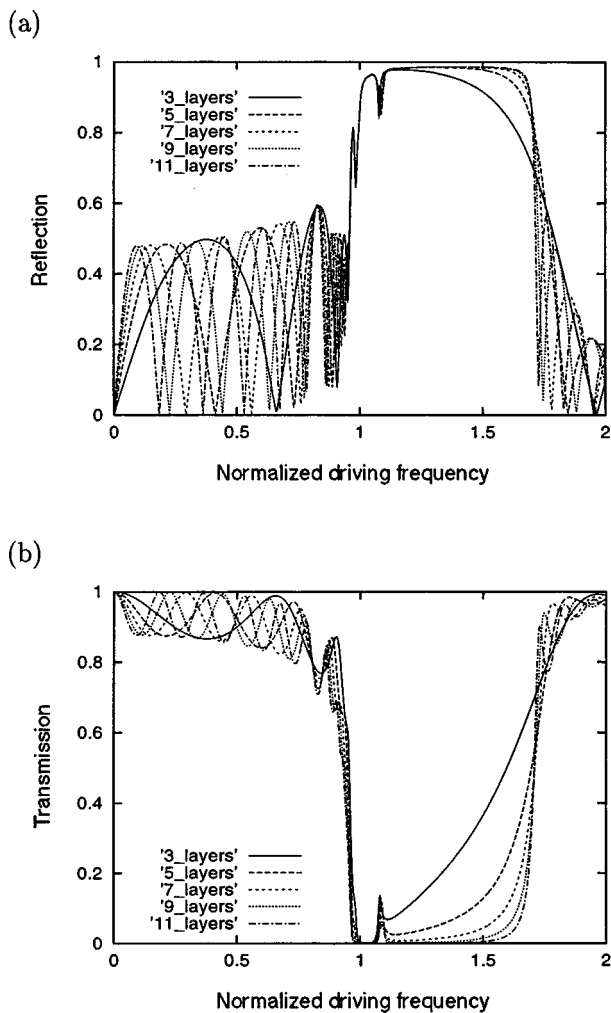 (a)
1
0.8
0.6
0.4
0.2
0
Reflection
'3_layers'
'5_layers'
'7_layers'
'9_layers'
'11_layers'
0
0.5
1
1.5
2
Normalized driving frequency
(b)
1
0.8
0.6
0.4
0.2
0
Transmission
'3_layers'
'5_layers'
'7_layers'
'9_layers'
'11_layers'
0
0.5
1
1.5
2
Normalized driving frequency